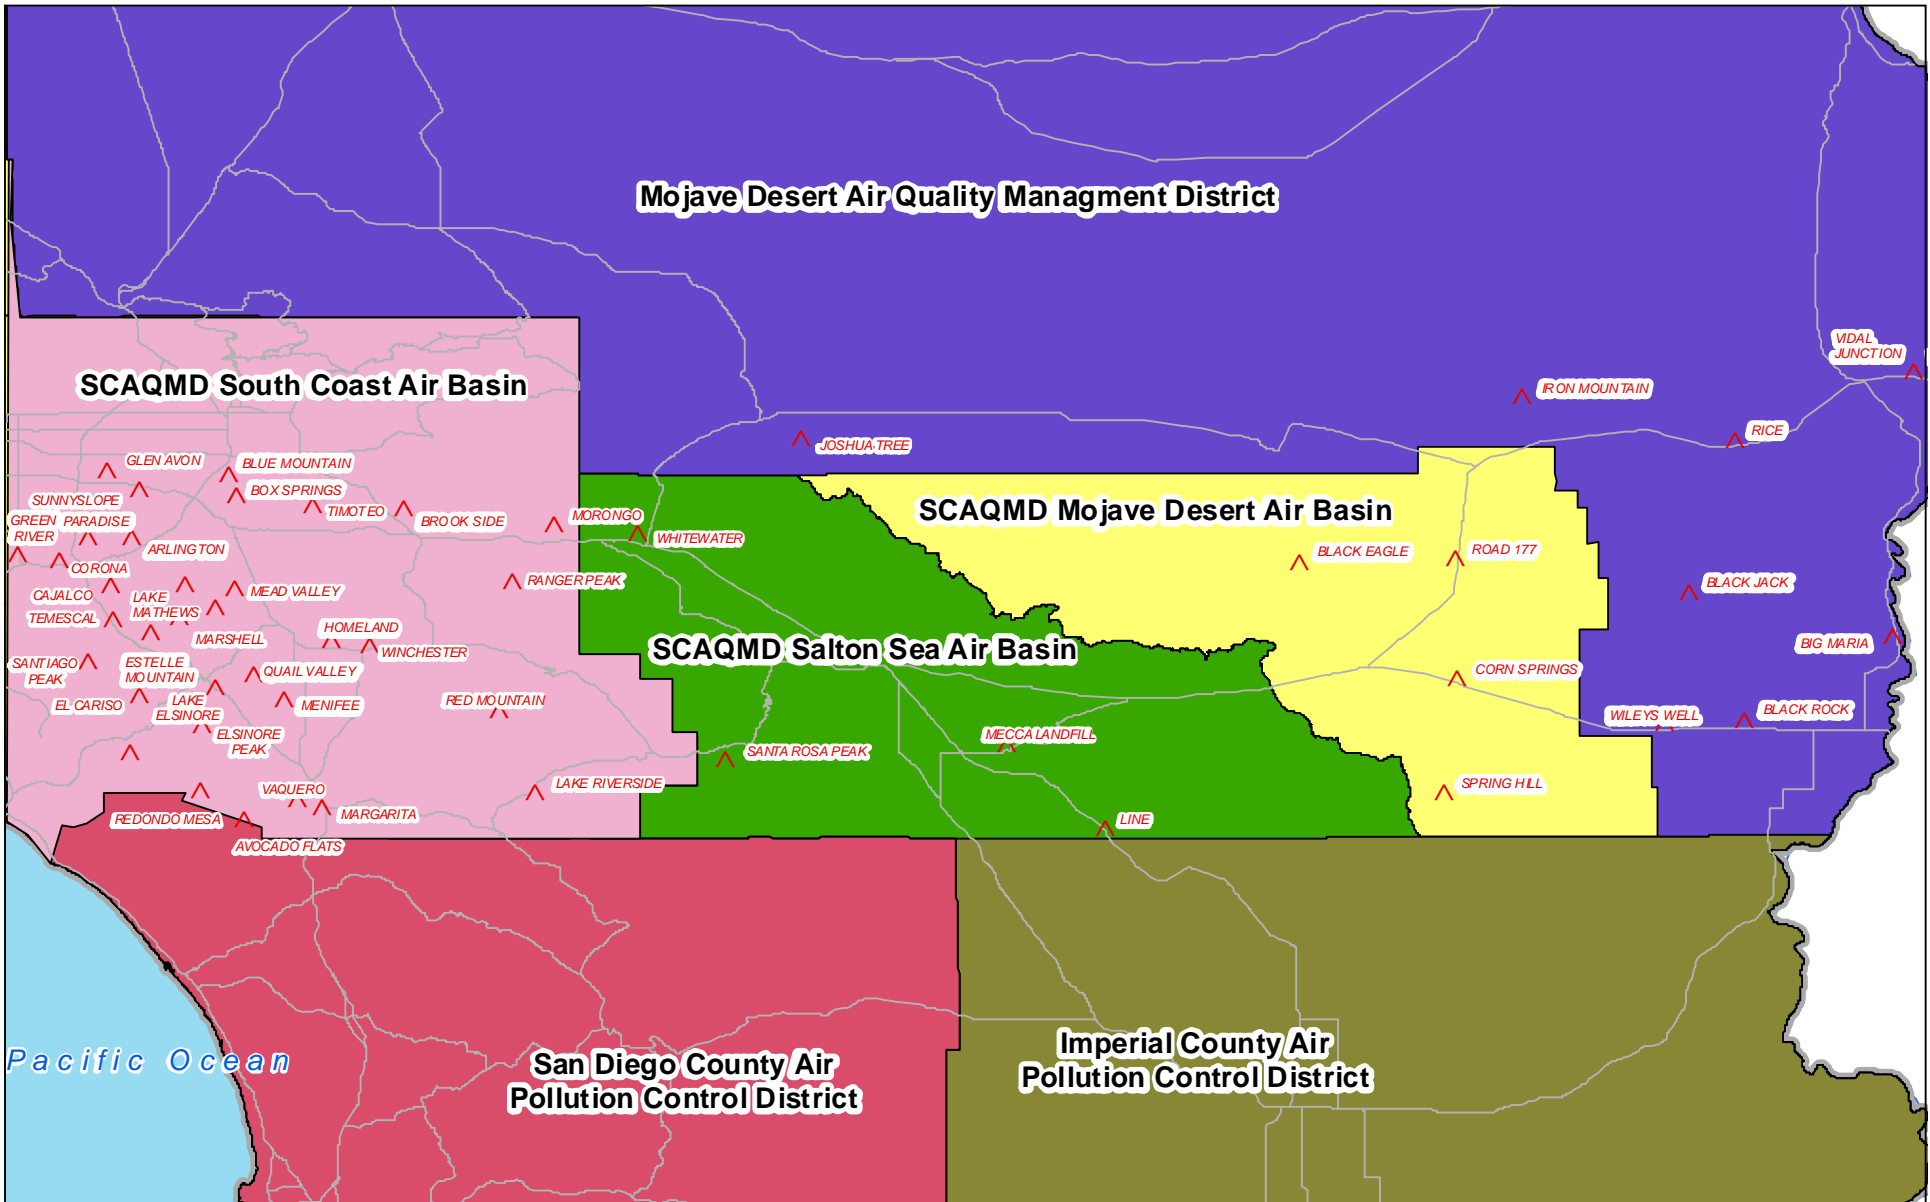 Mojave Desert Air Quality Managment District
VIDAL
JUNCTION
SCAQMD South Coast Air Basin
IRON MOUNTAIN
RICE
JOSHUA TREE
GLEN AVON
BLUE MOUNTAIN
BOX SPRINGS
SUNNYSLOPE
TIMOTEO
BROOK SIDE
MORONGO
SCAQMD Mojave Desert Air Basin
GREEN
RIVER
PARADISE
WHITEWATER
ARLINGTON
BLACK EAGLE
ROAD 177
CORONA
RANGER PEAK
BLACK JACK
CAJALCO
LAKE
MATHEWS
MEAD VALLEY
TEMESCAL
HOMELAND
MARSHELL
WINCHESTER
SCAQMD Salton Sea Air Basin
BIG MARIA
SANTIAGO
PEAK
ESTELLE
MOUNTAIN
QUAIL VALLEY
CORN SPRINGS
EL CARISO
LAKE
ELSINORE
MENIFEE
RED MOUNTAIN
WILEYS WELL
BLACK ROCK
ELSINORE
PEAK
MECCA LANDFILL
SANTA ROSA PEAK
VAQUERO
LAKE RIVERSIDE
SPRING HILL
REDONDO MESA
MARGARITA
LINE
AVOCADO FLATS
Pacific Ocean
San Diego County Air
Pollution Control District
Imperial County Air
Pollution Control District